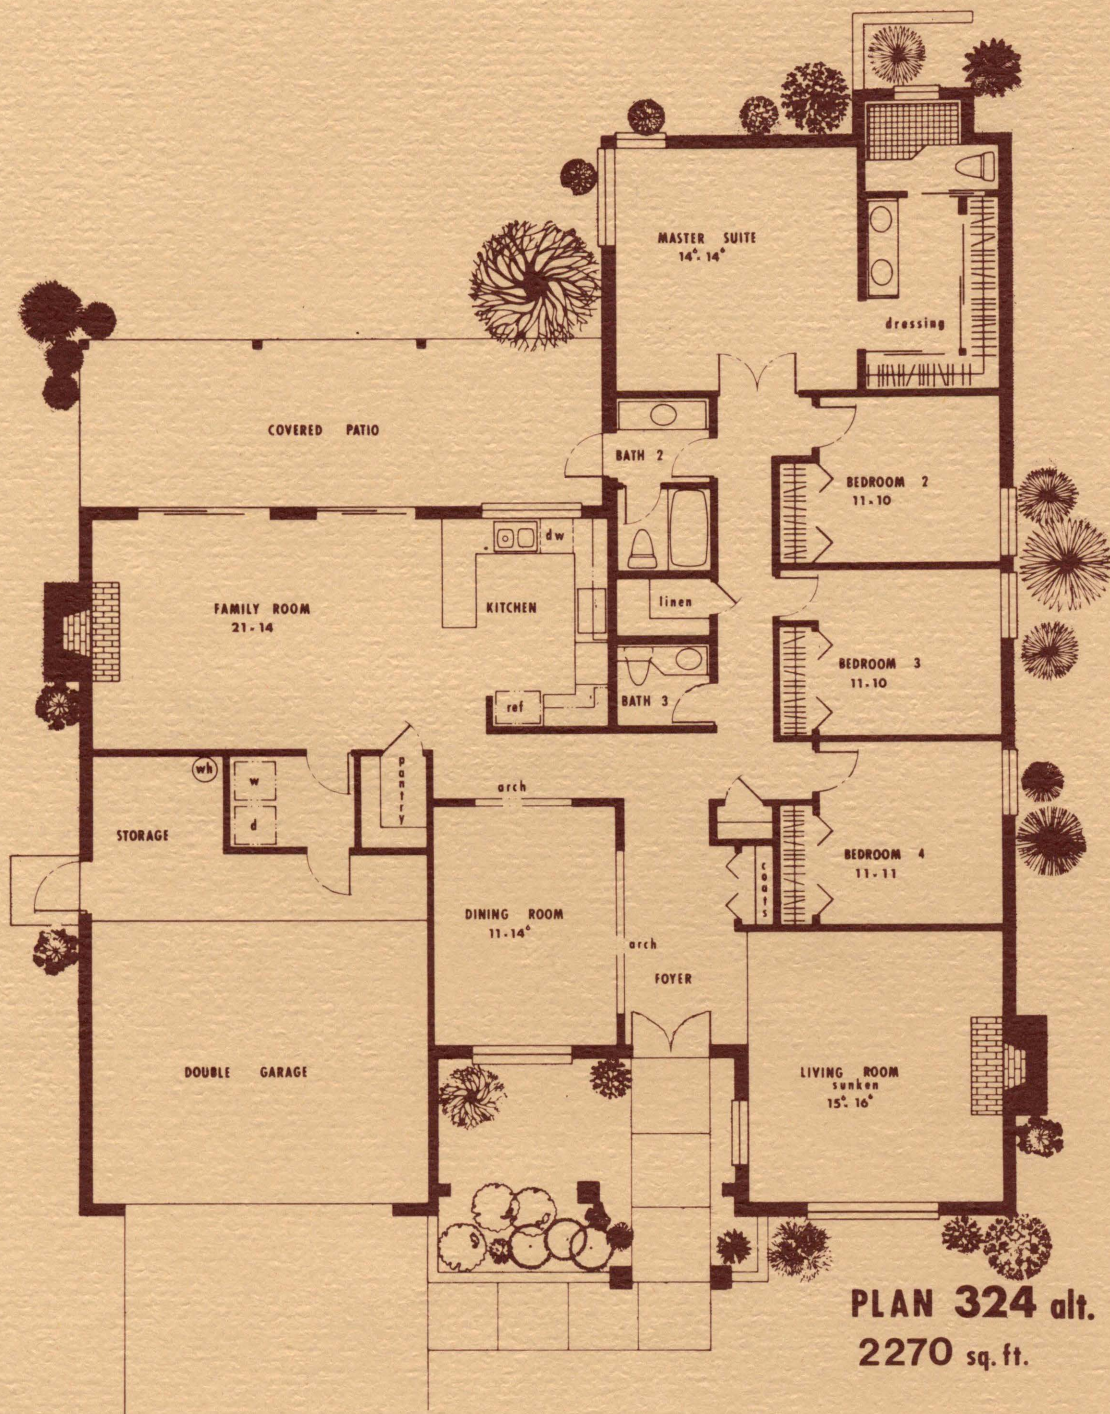 MASTER SUITE
14⁶- 14⁶
dressing
COVERED PATIO
BATH 2
BEDROOM 2
11-10
dw
FAMILY ROOM
21-14
KITCHEN
linen
BEDROOM 3
11-10
BATH 3
ref
wh
w
d
pantry
arch
STORAGE
BEDROOM 4
11-11
coats
DINING ROOM
11-14⁶
arch
FOYER
DOUBLE GARAGE
LIVING ROOM
sunken
15⁶- 16⁶
PLAN 324 alt.
2270 sq. ft.